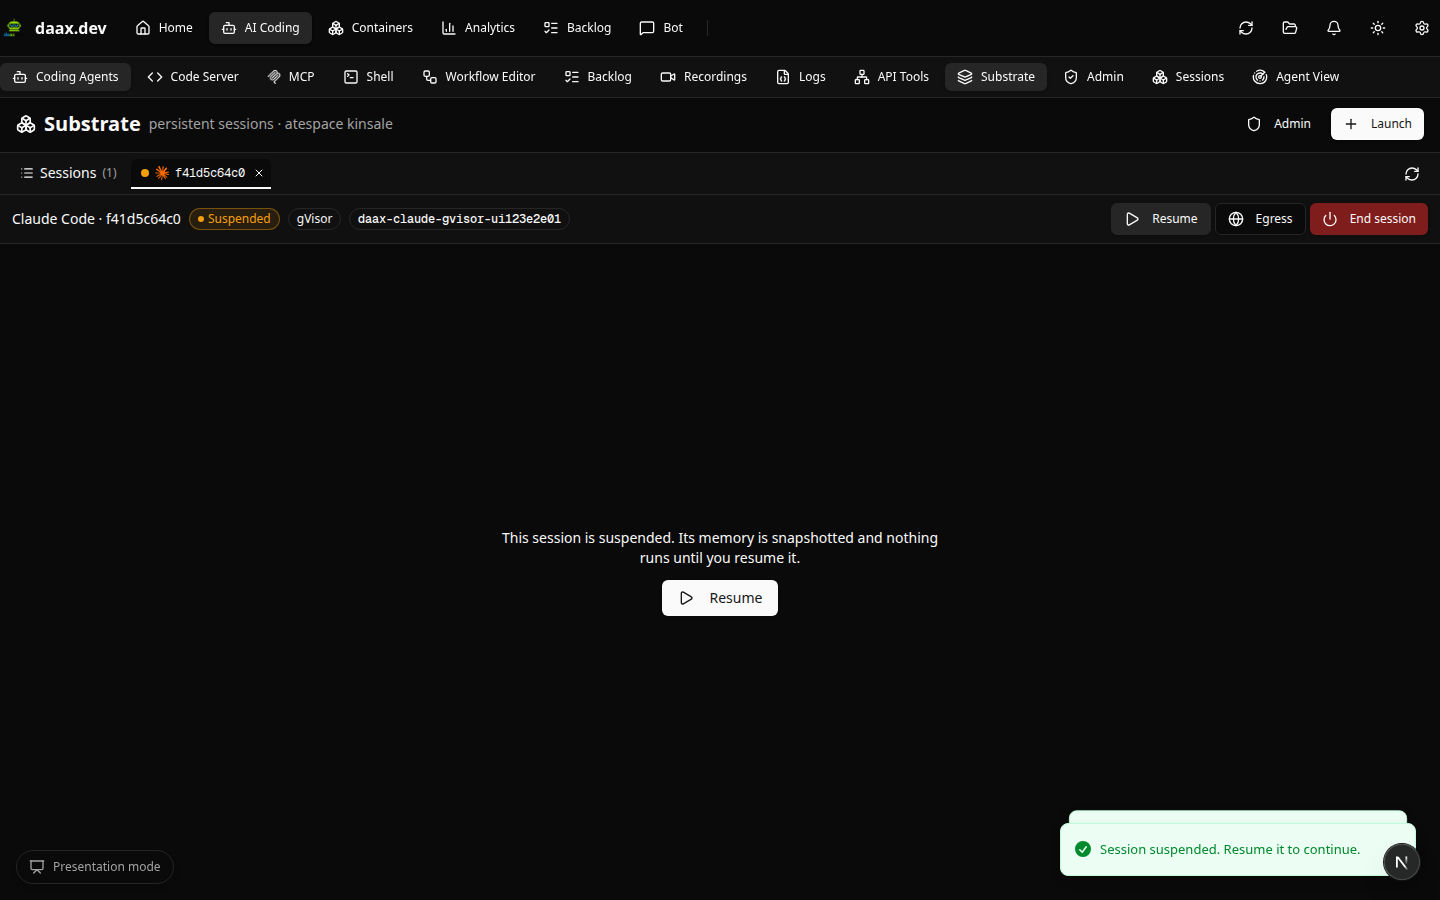 daax.dev Home AI Coding Containers Analytics Backlog Bot
Coding Agents Code Server MCP Shell Workflow Editor Backlog Recordings Logs API Tools Substrate Admin Sessions Agent View
Substrate persistent sessions · atespace kinsale Admin Launch
Sessions (1) f41d5c64c0
Claude Code · f41d5c64c0 Suspended gVisor daax-claude-gvisor-ui123e2e01 Resume Egress End session
This session is suspended. Its memory is snapshotted and nothing
runs until you resume it.
Resume
Session suspended. Resume it to continue.
N
Presentation mode